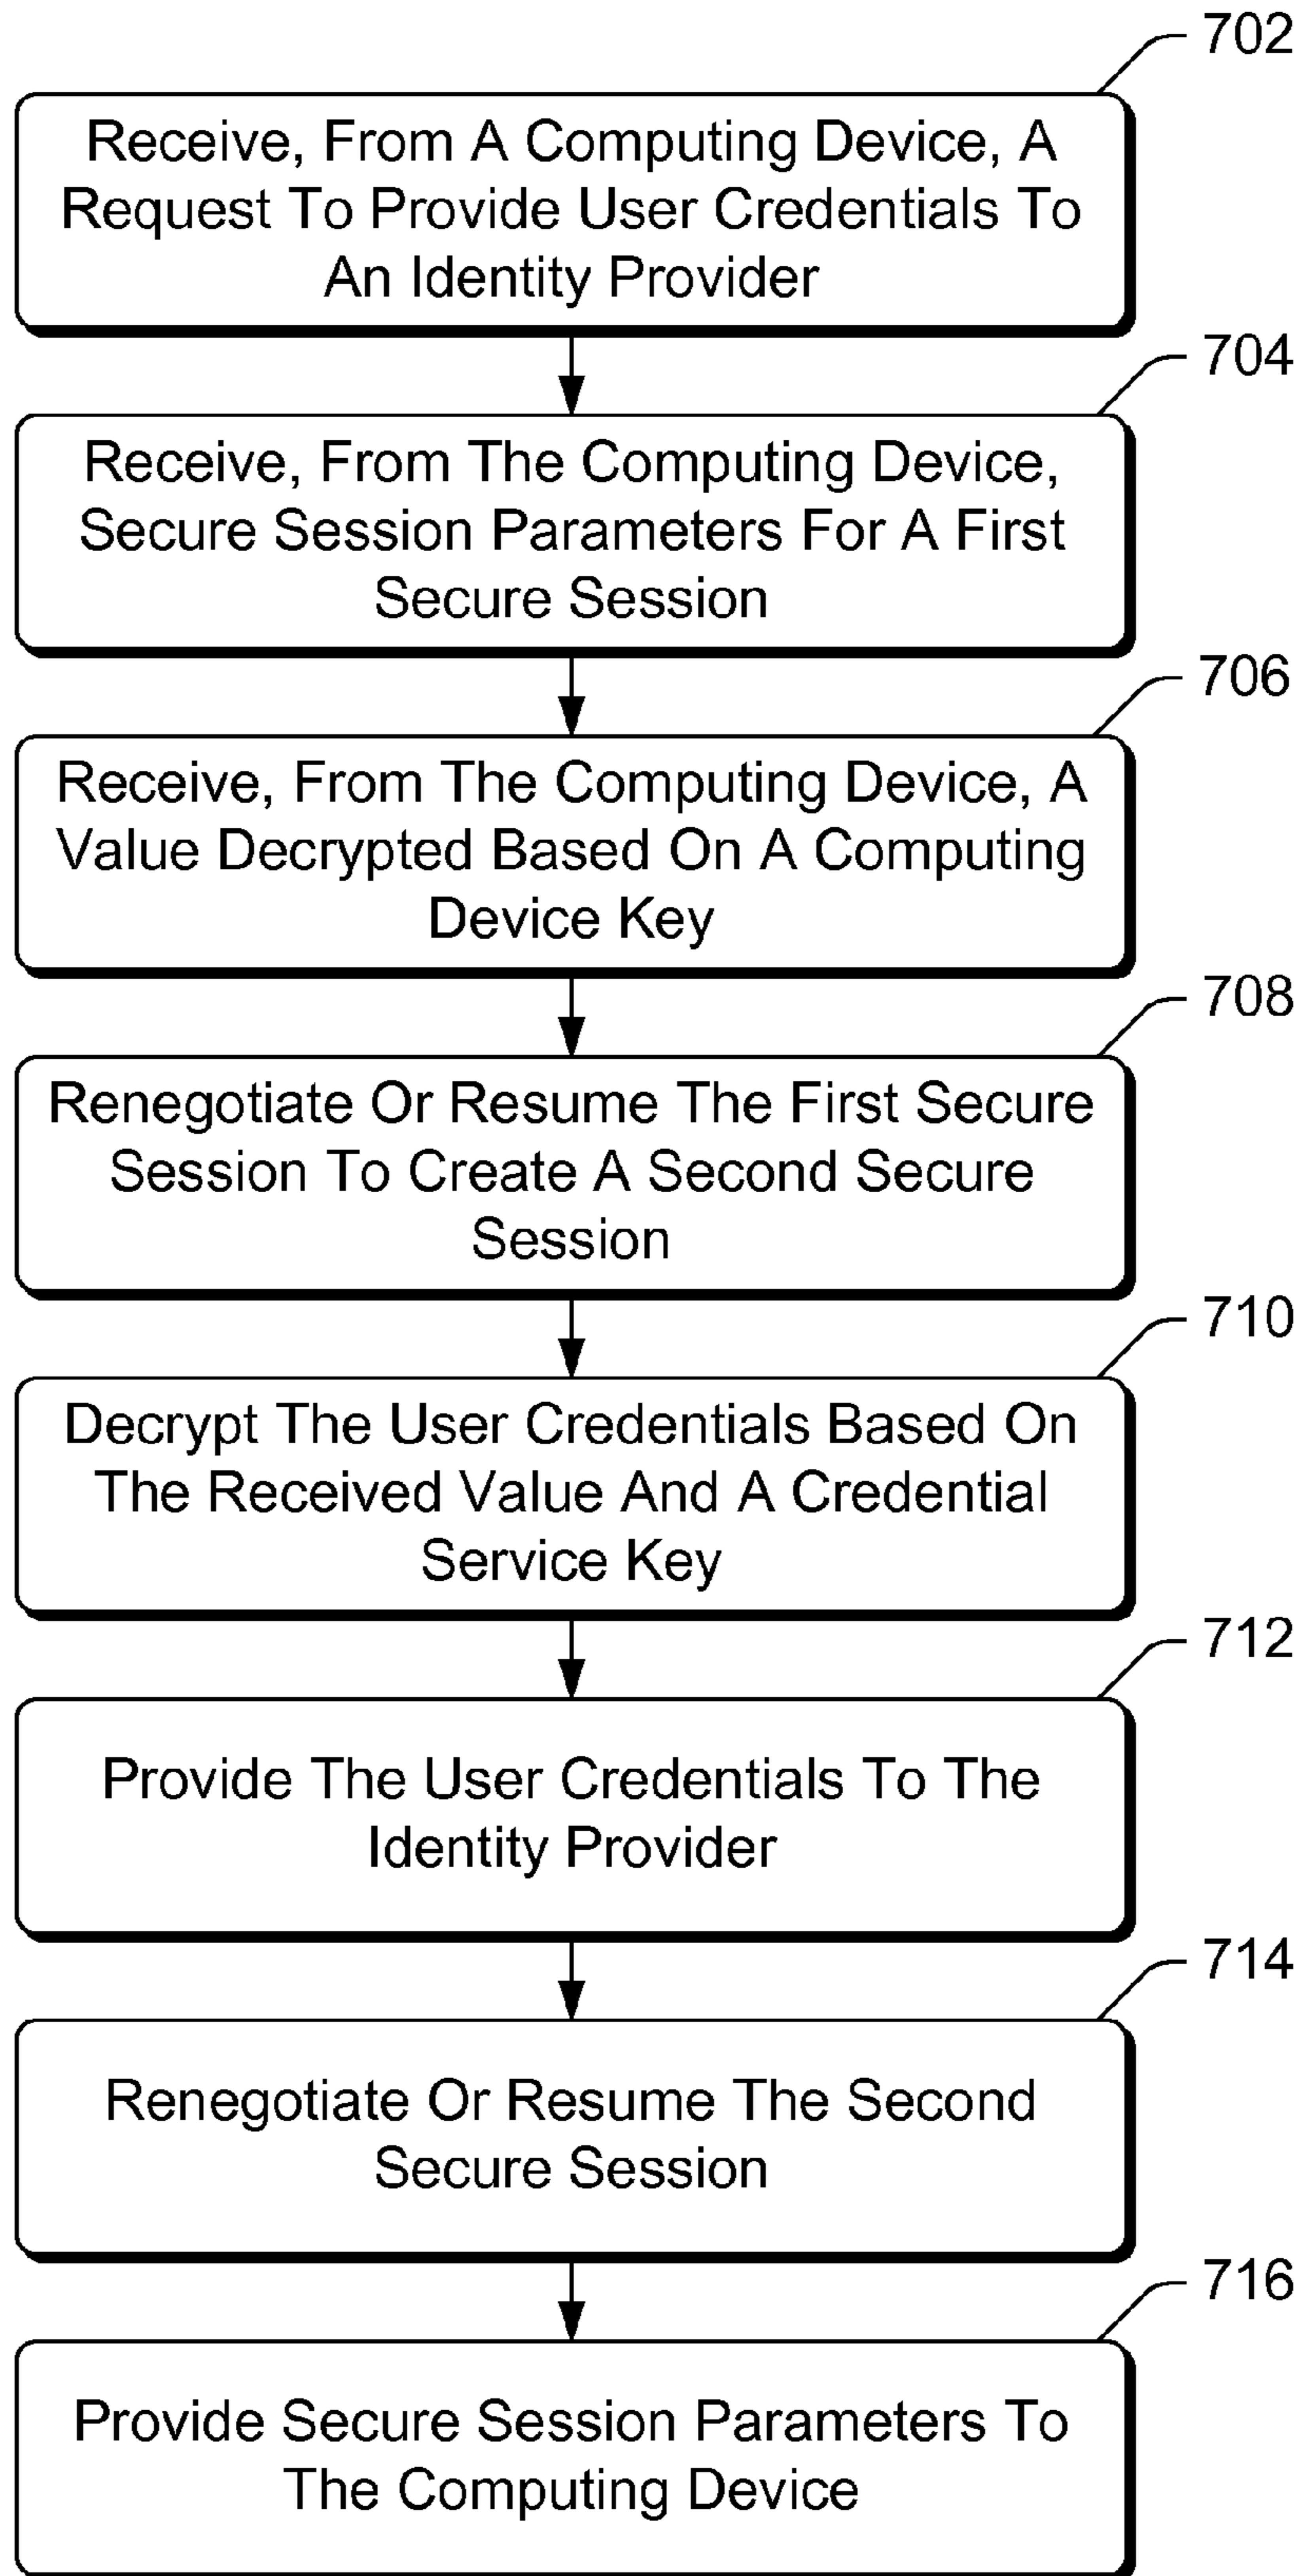 702
Receive, From A Computing Device, A
Request To Provide User Credentials To
An Identity Provider
704
Receive, From The Computing Device,
Secure Session Parameters For A First
Secure Session
706
Receive, From The Computing Device, A
Value Decrypted Based On A Computing
Device Key
708
Renegotiate Or Resume The First Secure
Session To Create A Second Secure
Session
710
Decrypt The User Credentials Based On
The Received Value And A Credential
Service Key
712
Provide The User Credentials To The
Identity Provider
714
Renegotiate Or Resume The Second
Secure Session
716
Provide Secure Session Parameters To
The Computing Device